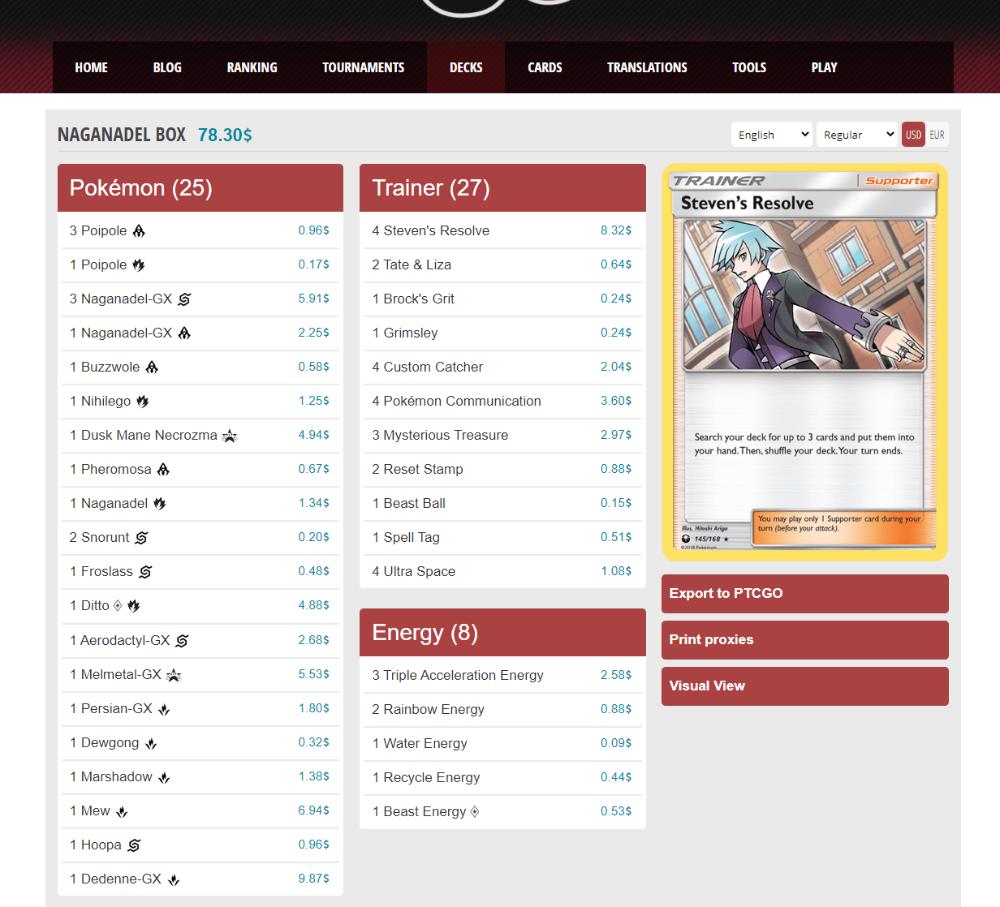 HOME BLOG RANKING TOURNAMENTS DECKS CARDS TRANSLATIONS TOOLS PLAY
NAGANADEL BOX 78.30$
English Regular USD EUR
Pokémon (25)
3 Poipole 0.96$
1 Poipole 0.17$
3 Naganadel-GX 5.91$
1 Naganadel-GX 2.25$
1 Buzzwole 0.58$
1 Nihilego 1.25$
1 Dusk Mane Necrozma 4.94$
1 Pheromosa 0.67$
1 Naganadel 1.34$
2 Snorunt 0.20$
1 Froslass 0.48$
1 Ditto 4.88$
1 Aerodactyl-GX 2.68$
1 Melmetal-GX 5.53$
1 Persian-GX 1.80$
1 Dewgong 0.32$
1 Marshadow 1.38$
1 Mew 6.94$
1 Hoopa 0.96$
1 Dedenne-GX 9.87$
Trainer (27)
4 Steven's Resolve 8.32$
2 Tate & Liza 0.64$
1 Brock's Grit 0.24$
1 Grimsley 0.24$
4 Custom Catcher 2.04$
4 Pokémon Communication 3.60$
3 Mysterious Treasure 2.97$
2 Reset Stamp 0.88$
1 Beast Ball 0.15$
1 Spell Tag 0.51$
4 Ultra Space 1.08$
Energy (8)
3 Triple Acceleration Energy 2.58$
2 Rainbow Energy 0.88$
1 Water Energy 0.09$
1 Recycle Energy 0.44$
1 Beast Energy 0.53$
TRAINER Supporter
Steven's Resolve
Search your deck for up to 3 cards and put them into
your hand. Then, shuffle your deck. Your turn ends.
You may play only 1 Supporter card during your
turn (before your attack).
Illus. Hitoshi Ariga
145/168 ★
©2018 Pokémon
Export to PTCGO
Print proxies
Visual View